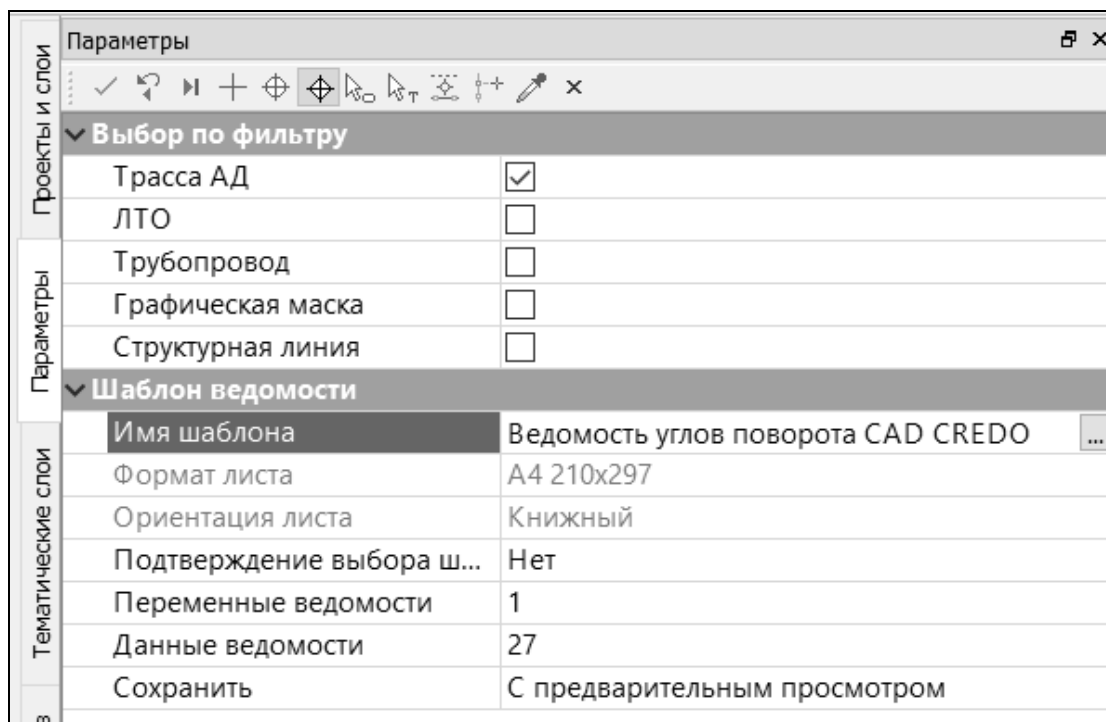 Параметры
Проекты и слои
Параметры
Тематические слои
Выбор по фильтру
Трасса АД
ЛТО
Трубопровод
Графическая маска
Структурная линия
Шаблон ведомости
Имя шаблона Ведомость углов поворота CAD CREDO ...
Формат листа А4 210x297
Ориентация листа Книжный
Подтверждение выбора ш... Нет
Переменные ведомости 1
Данные ведомости 27
Сохранить С предварительным просмотром